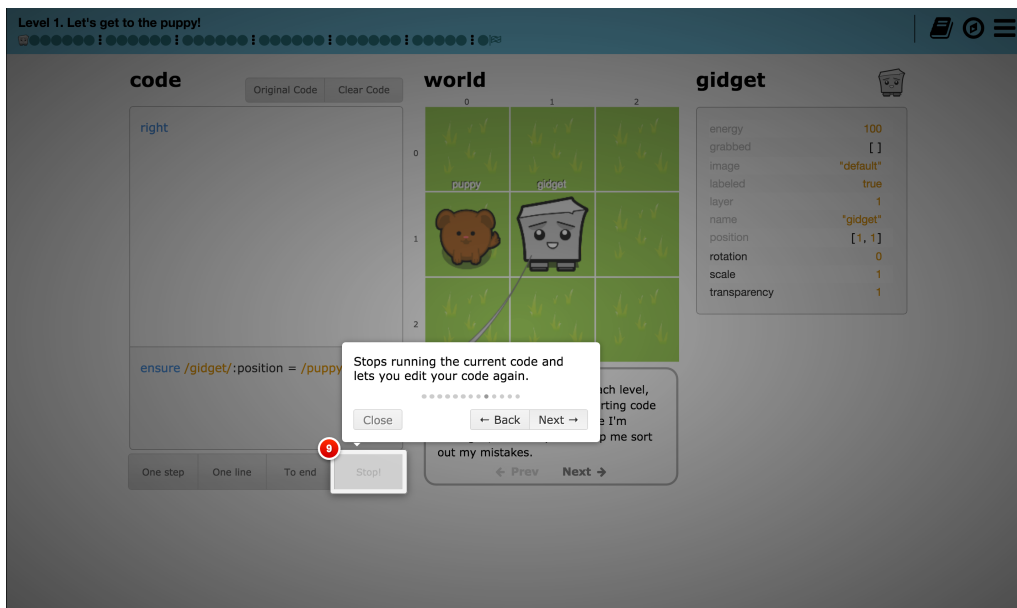 Level 1. Let's get to the puppy!
code
Original Code
Clear Code
right
ensure /gidget/:position = /puppy
One step
One line
To end
Stop!
world
0
1
2
0
1
2
puppy
gidget
Stops running the current code and
lets you edit your code again.
Close
← Back
Next →
9
ch level,
rting code
I'm
me sort
out my mistakes.
← Prev
Next →
gidget
energy 100
grabbed [ ]
image "default"
labeled true
layer 1
name "gidget"
position [1, 1]
rotation 0
scale 1
transparency 1